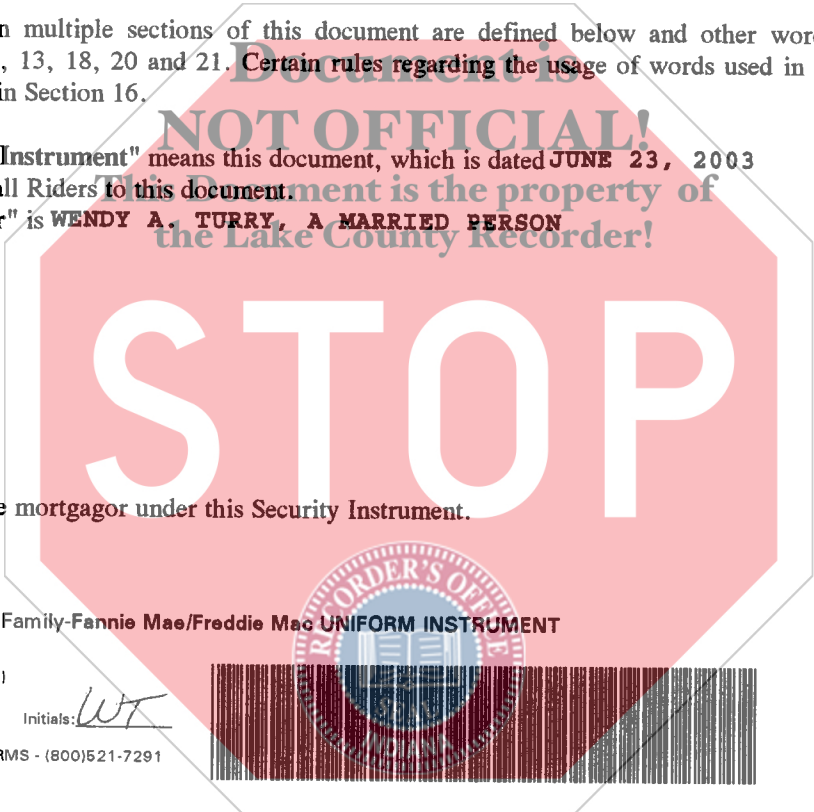 n multiple sections of this document are defined below and other wor
, 13, 18, 20 and 21. Certain rules regarding the usage of words used in
in Section 16.
Document is
NOT OFFICIAL!
Instrument" means this document, which is dated JUNE 23, 2003
all Riders to this document.
This Document is the property of
r" is WENDY A. TURRY, A MARRIED PERSON
the Lake County Recorder!
STOP
e mortgagor under this Security Instrument.
RECORDER'S OFFICE
Family-Fannie Mae/Freddie Mac UNIFORM INSTRUMENT
)
Initials: WT
SEAL
RMS - (800)521-7291
INDIANA